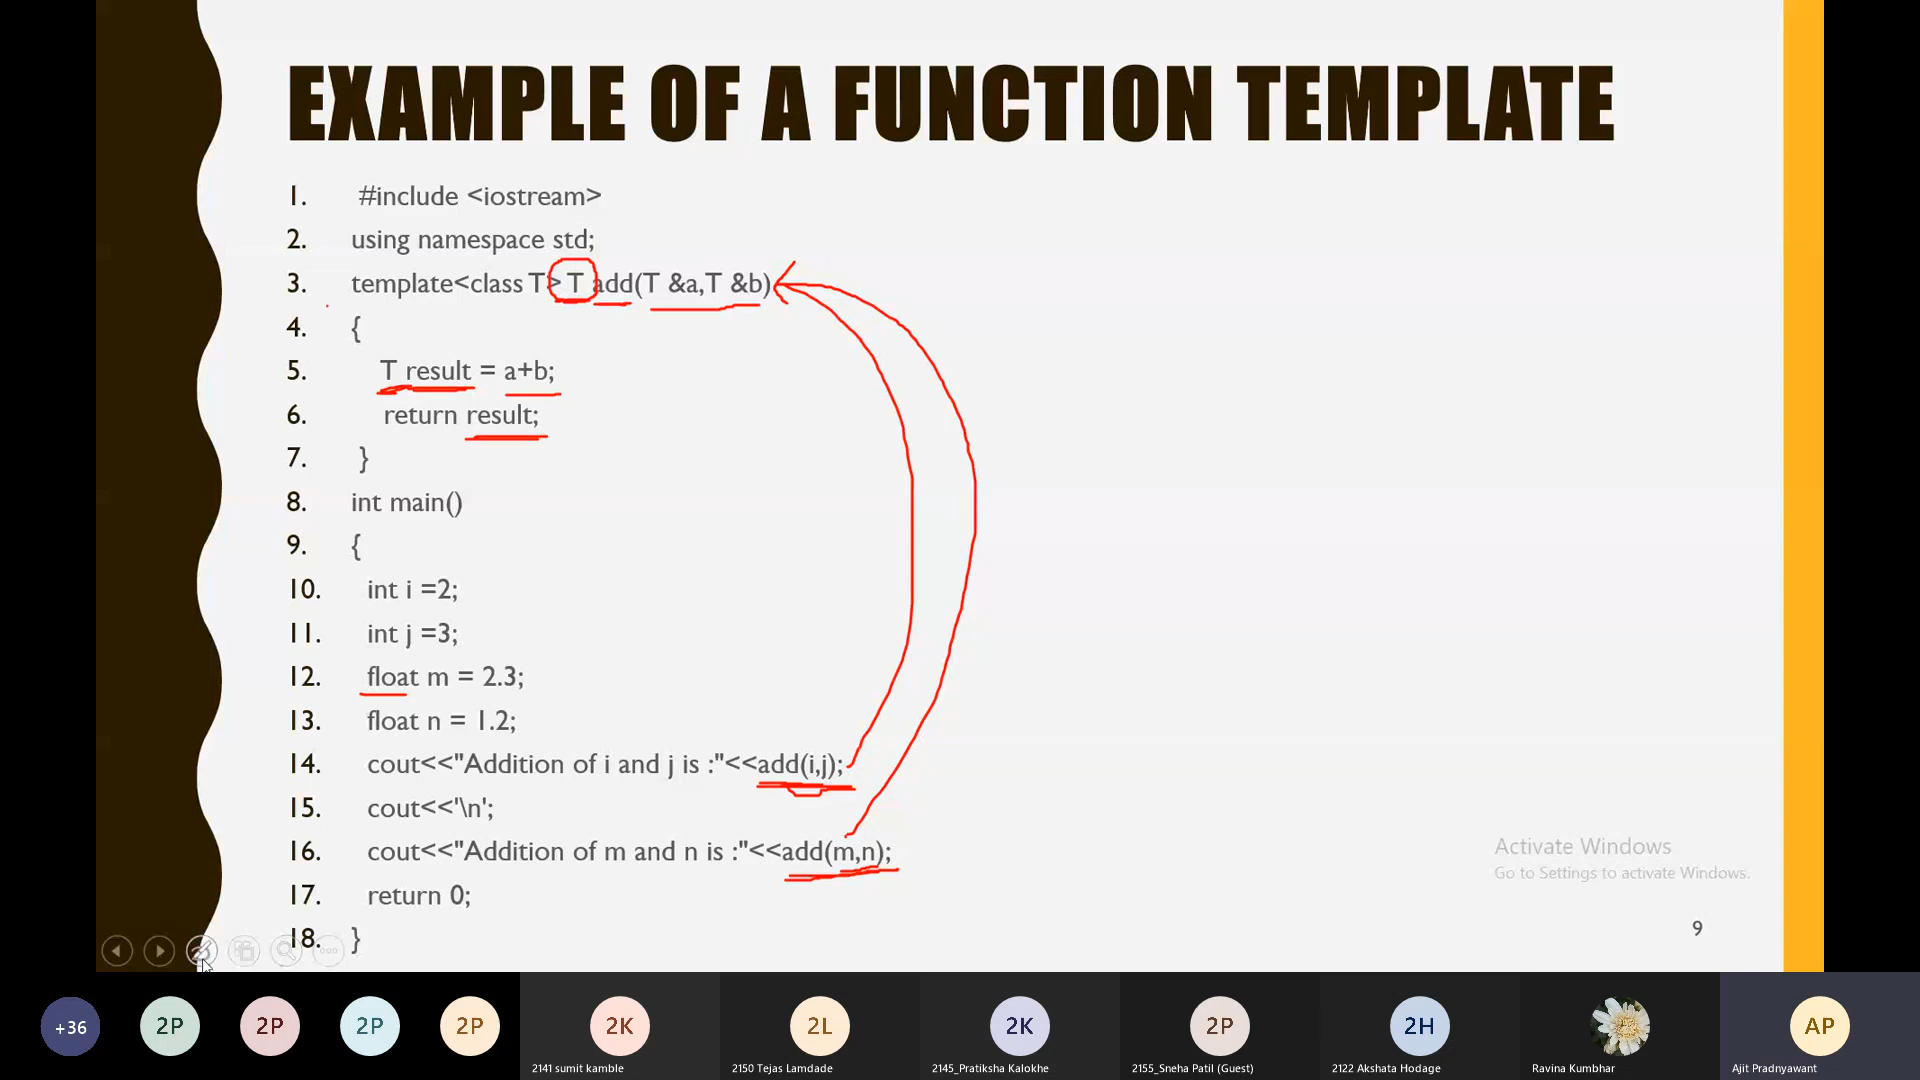 EXAMPLE OF A FUNCTION TEMPLATE
1. #include <iostream>
2. using namespace std;
3. template<class T> T add(T &a,T &b)
4. {
5. T result = a+b;
6. return result;
7. }
8. int main()
9. {
10. int i =2;
11. int j =3;
12. float m = 2.3;
13. float n = 1.2;
14. cout<<"Addition of i and j is :"<<add(i,j);
15. cout<<'\n';
16. cout<<"Addition of m and n is :"<<add(m,n);
17. return 0;
18. }
Activate Windows
Go to Settings to activate Windows.
9
+36
2P
2P
2P
2P
2K
2141 sumit kamble
2L
2150 Tejas Lamdade
2K
2145_Pratiksha Kalokhe
2P
2155_Sneha Patil (Guest)
2H
2122 Akshata Hodage
Ravina Kumbhar
AP
Ajit Pradnyawant